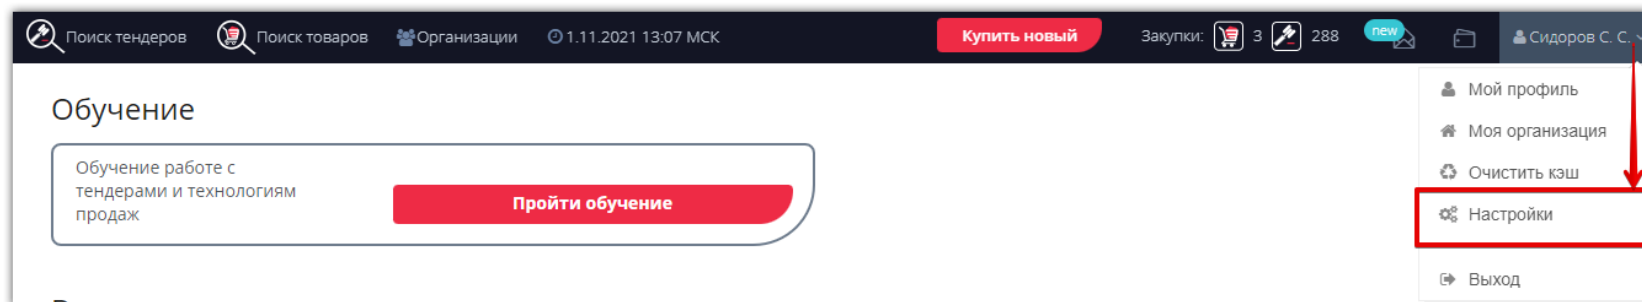 Поиск тендеров Поиск товаров Организации 1.11.2021 13:07 МСК Купить новый Закупки: 3 288 new Сидоров С. С.
Мой профиль
Обучение
Моя организация
Обучение работе с
тендерами и технологиям
продаж
Пройти обучение
Очистить кэш
Настройки
Выход